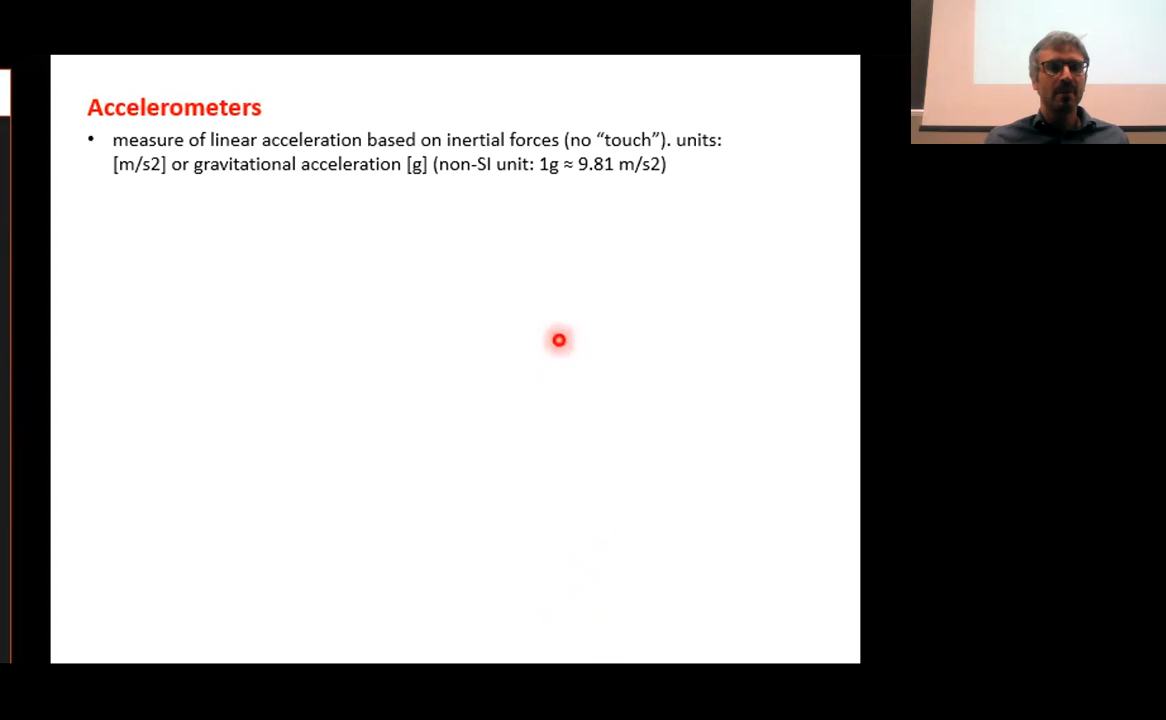 Accelerometers
• measure of linear acceleration based on inertial forces (no “touch”). units:
[m/s2] or gravitational acceleration [g] (non-SI unit: 1g ≈ 9.81 m/s2)